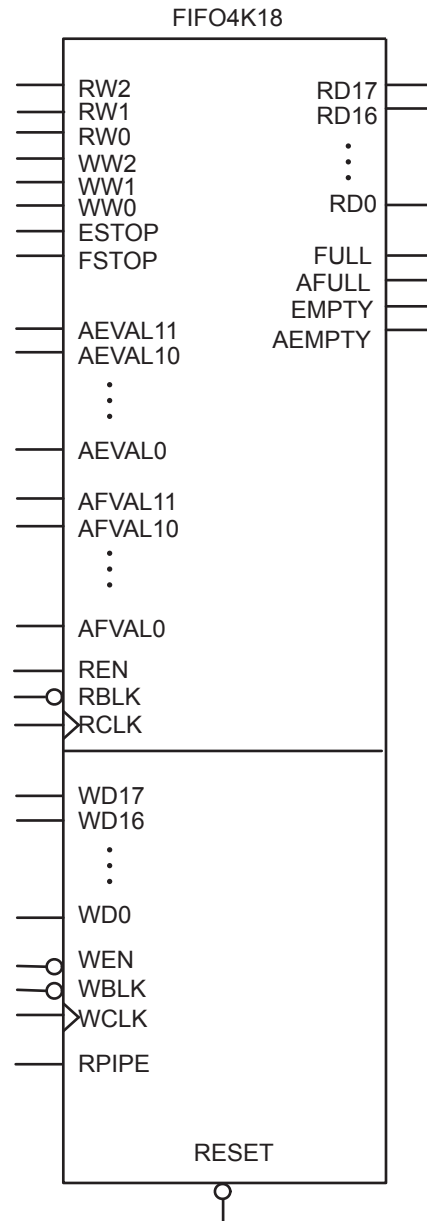 FIFO4K18
RW2
RW1
RW0
WW2
WW1
WW0
ESTOP
FSTOP
AEVAL11
AEVAL10
AEVAL0
AFVAL11
AFVAL10
AFVAL0
REN
RBLK
RCLK
WD17
WD16
WD0
WEN
WBLK
WCLK
RPIPE
RD17
RD16
RD0
FULL
AFULL
EMPTY
AEMPTY
RESET